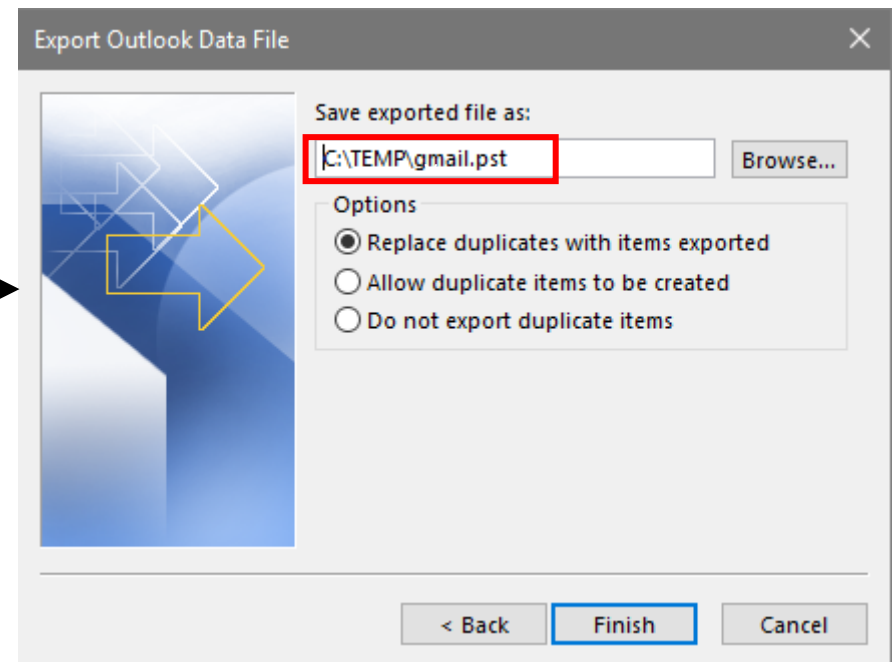 Export Outlook Data File
Save exported file as:
C:\TEMP\gmail.pst
Browse...
Options
Replace duplicates with items exported
Allow duplicate items to be created
Do not export duplicate items
< Back
Finish
Cancel